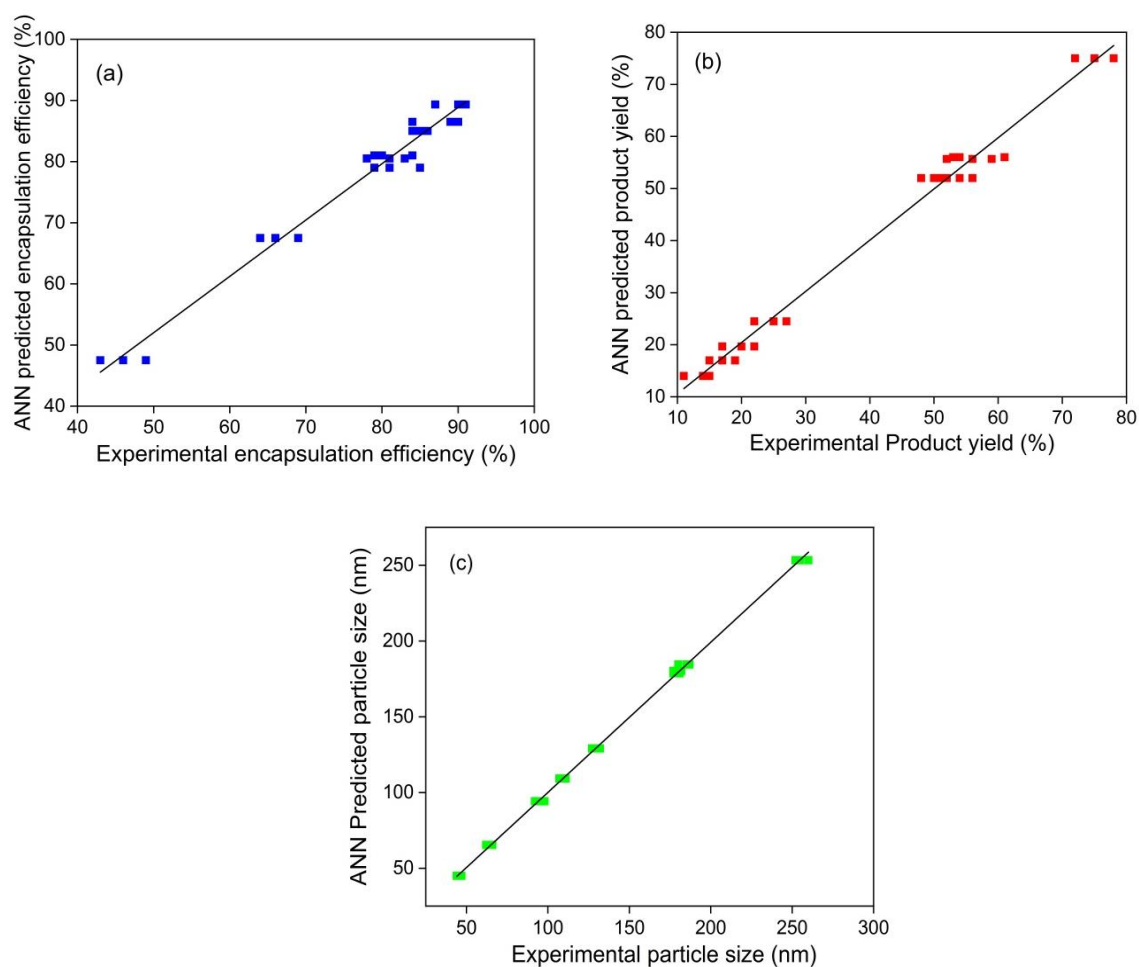 (a)
ANN predicted encapsulation efficiency (%)
100
90
80
70
60
50
40
40 50 60 70 80 90 100
Experimental encapsulation efficiency (%)
(b)
ANN predicted product yield (%)
80
70
60
50
40
30
20
10
10 20 30 40 50 60 70 80
Experimental Product yield (%)
(c)
ANN Predicted particle size (nm)
250
200
150
100
50
50 100 150 200 250 300
Experimental particle size (nm)